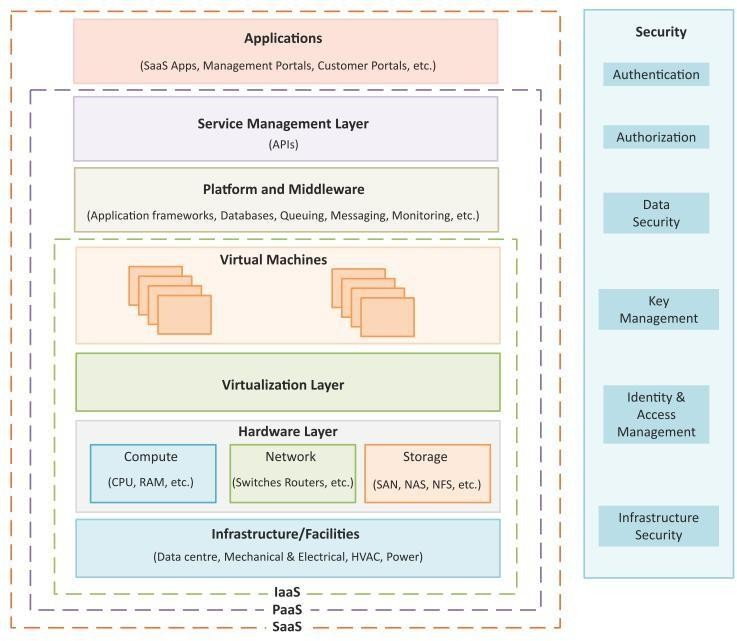 Applications
(SaaS Apps, Management Portals, Customer Portals, etc.)
Service Management Layer
(APIs)
Platform and Middleware
(Application frameworks, Databases, Queuing, Messaging, Monitoring, etc.)
Virtual Machines
Virtualization Layer
Hardware Layer
Compute
(CPU, RAM, etc.)
Network
(Switches Routers, etc.)
Storage
(SAN, NAS, NFS, etc.)
Infrastructure/Facilities
(Data centre, Mechanical & Electrical, HVAC, Power)
IaaS
PaaS
SaaS
Security
Authentication
Authorization
Data
Security
Key
Management
Identity &
Access
Management
Infrastructure
Security